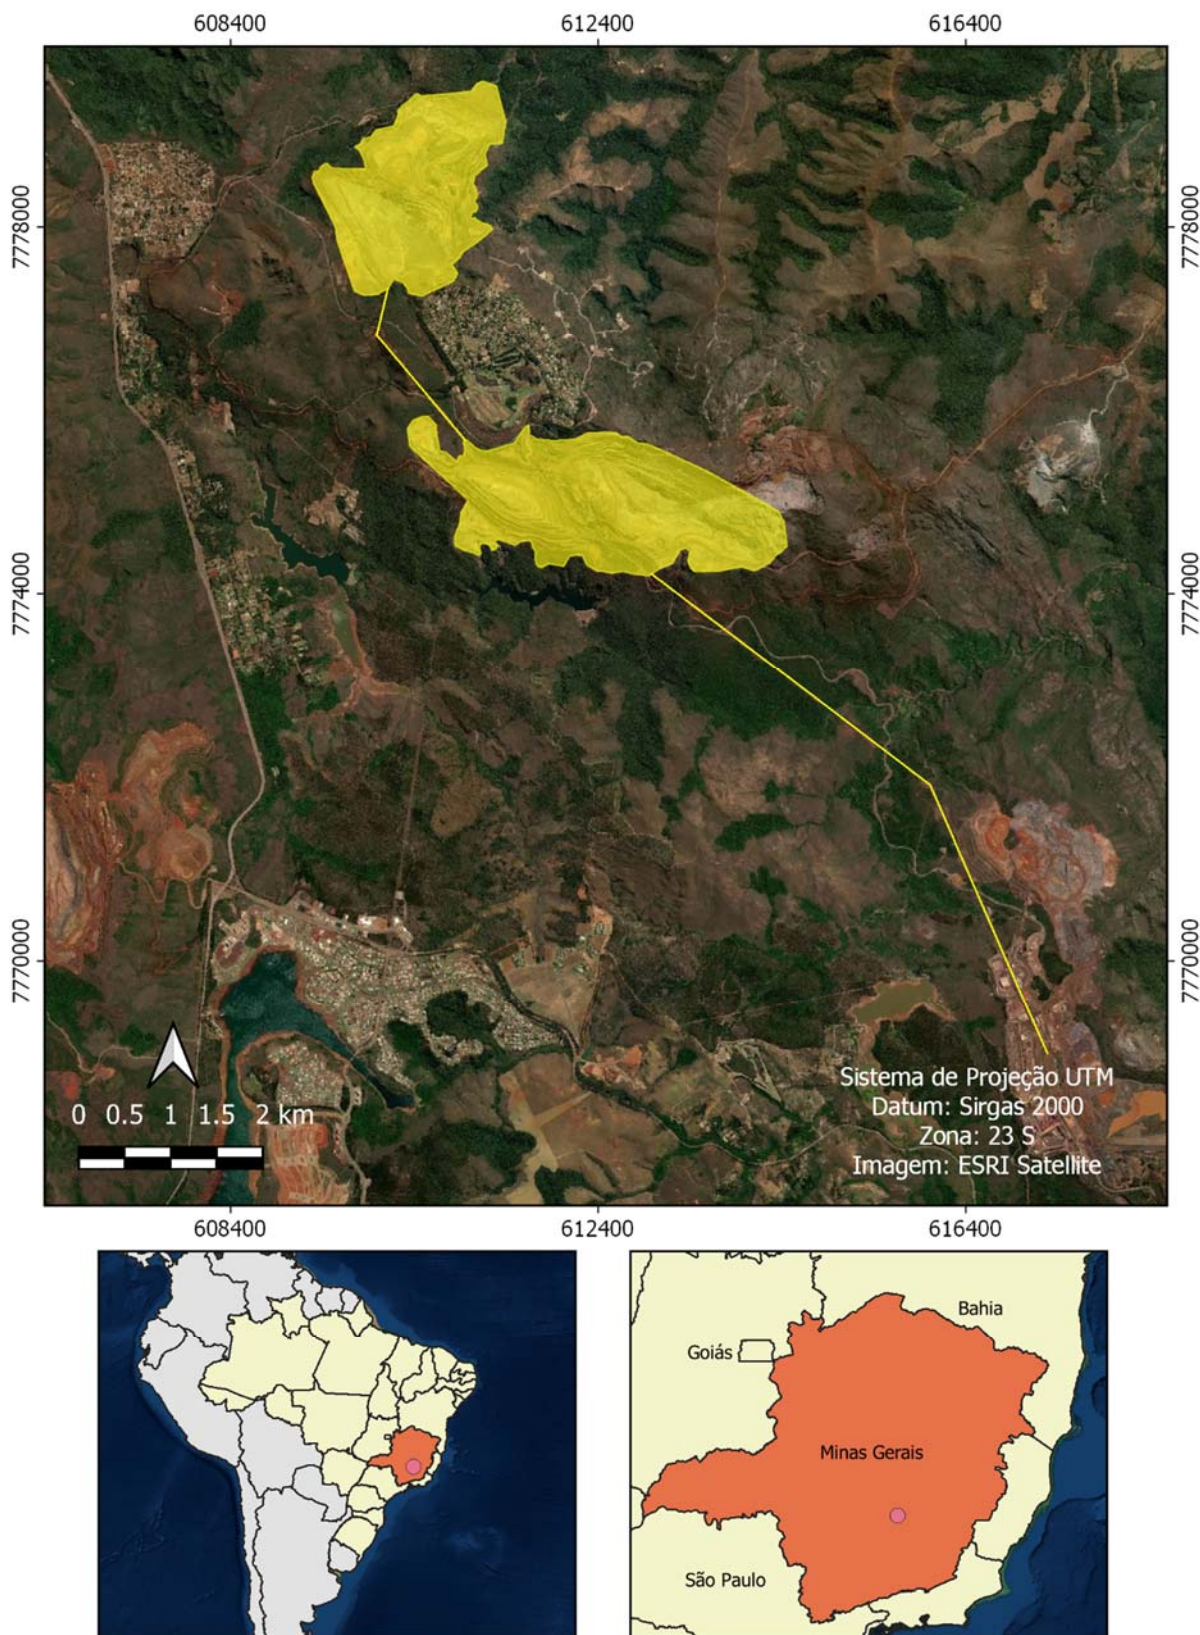 608400 612400 616400
7778000 7778000
7774000 7774000
7770000 7770000
Sistema de Projeção UTM
Datum: Sirgas 2000
Zona: 23 S
Imagem: ESRI Satellite
0 0.5 1 1.5 2 km
608400 612400 616400
Bahia
Goiás
Minas Gerais
São Paulo